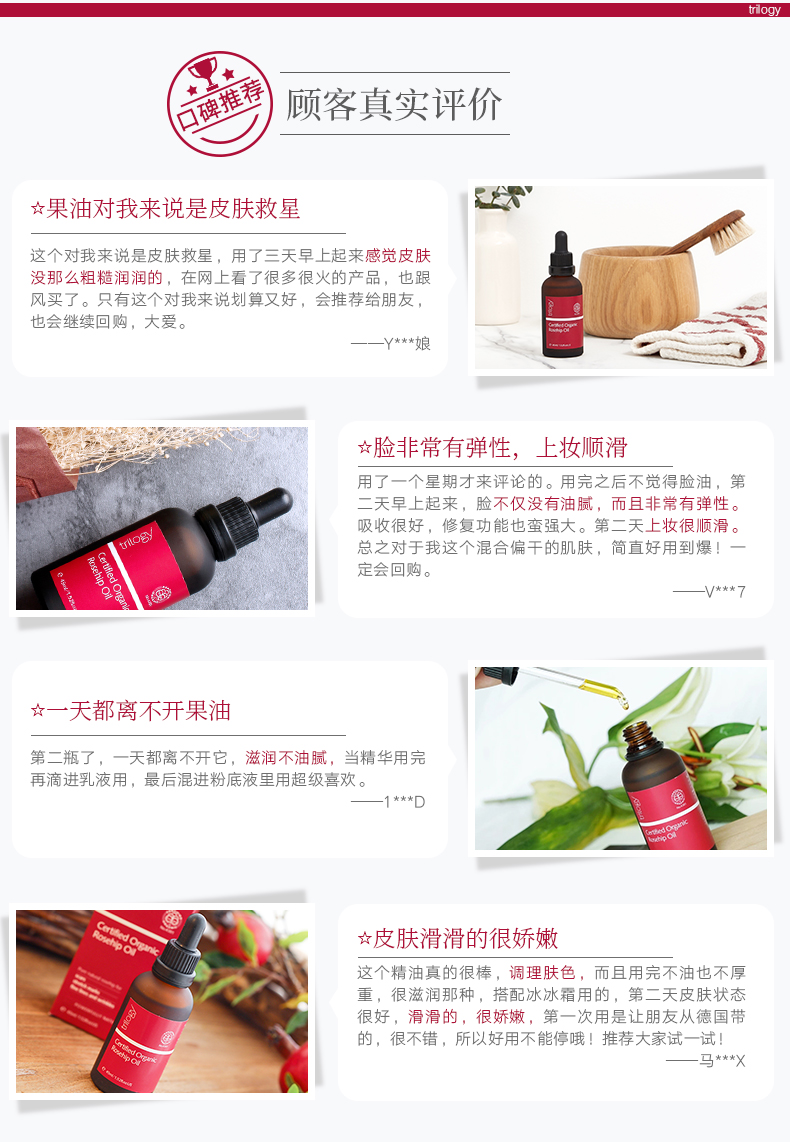 trilogy
口碑推荐
顾客真实评价
☆果油对我来说是皮肤救星
这个对我来说是皮肤救星，用了三天早上起来感觉皮肤
没那么粗糙润润的，在网上看了很多很火的产品，也跟
风买了。只有这个对我来说划算又好，会推荐给朋友，
也会继续回购，大爱。
——Y***娘
trilogy
Certified Organic
Rosehip Oil
☆脸非常有弹性，上妆顺滑
用了一个星期才来评论的。用完之后不觉得脸油，第
二天早上起来，脸不仅没有油腻，而且非常有弹性。
吸收很好，修复功能也蛮强大。第二天上妆很顺滑。
总之对于我这个混合偏干的肌肤，简直好用到爆！一
定会回购。
——V***7
trilogy
Certified Organic
Rosehip Oil
☆一天都离不开果油
第二瓶了，一天都离不开它，滋润不油腻，当精华用完
再滴进乳液用，最后混进粉底液里用超级喜欢。
——1***D
trilogy
Certified Organic
Rosehip Oil
☆皮肤滑滑的很娇嫩
这个精油真的很棒，调理肤色，而且用完不油也不厚
重，很滋润那种，搭配冰冰霜用的，第二天皮肤状态
很好，滑滑的，很娇嫩，第一次用是让朋友从德国带
的，很不错，所以好用不能停哦！推荐大家试一试！
——马***X
Certified Organic
Rosehip Oil
trilogy
Certified Organic
Rosehip Oil